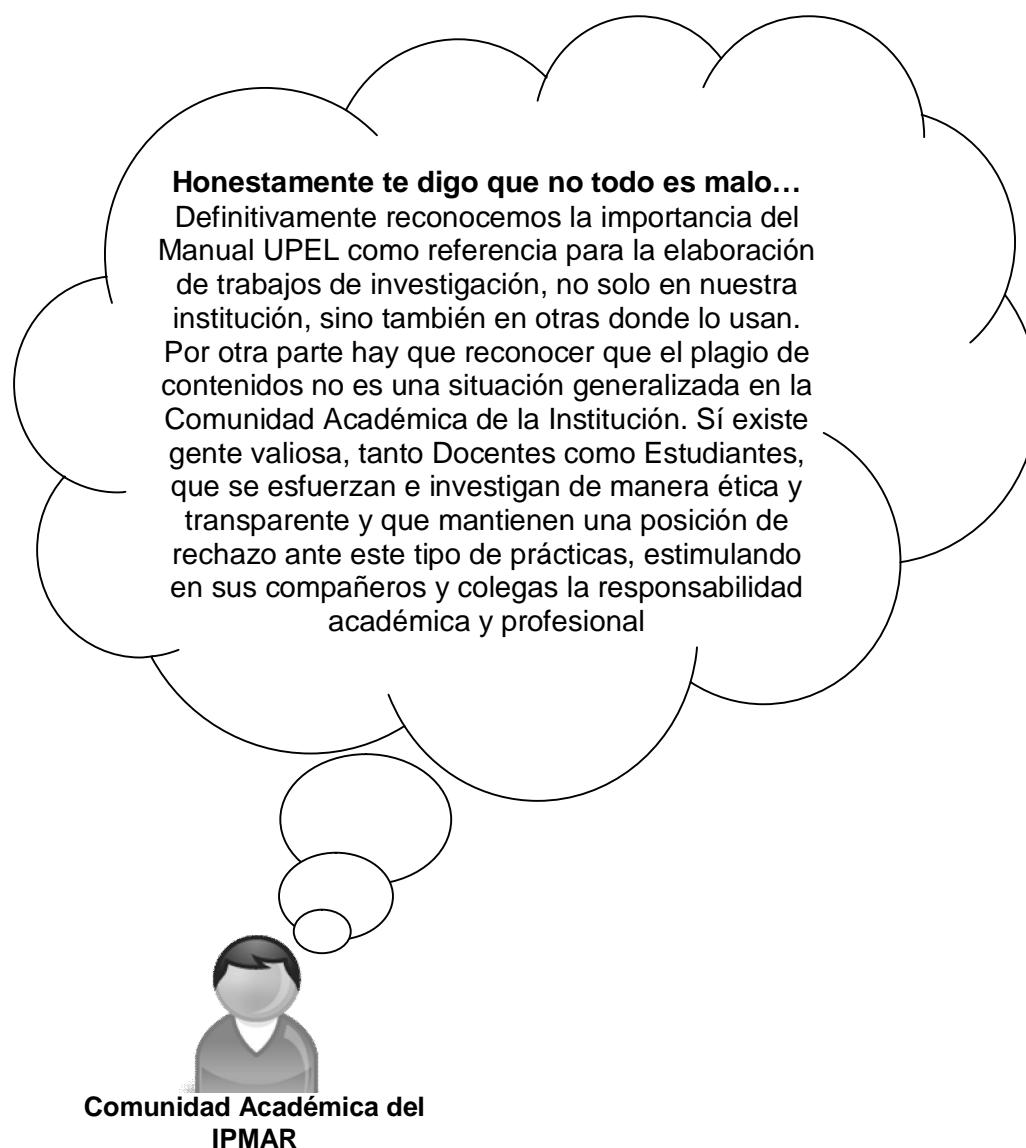 Honestamente te digo que no todo es malo…
Definitivamente reconocemos la importancia del
Manual UPEL como referencia para la elaboración
de trabajos de investigación, no solo en nuestra
institución, sino también en otras donde lo usan.
Por otra parte hay que reconocer que el plagio de
contenidos no es una situación generalizada en la
Comunidad Académica de la Institución. Sí existe
gente valiosa, tanto Docentes como Estudiantes,
que se esfuerzan e investigan de manera ética y
transparente y que mantienen una posición de
rechazo ante este tipo de prácticas, estimulando
en sus compañeros y colegas la responsabilidad
académica y profesional
Comunidad Académica del
IPMAR